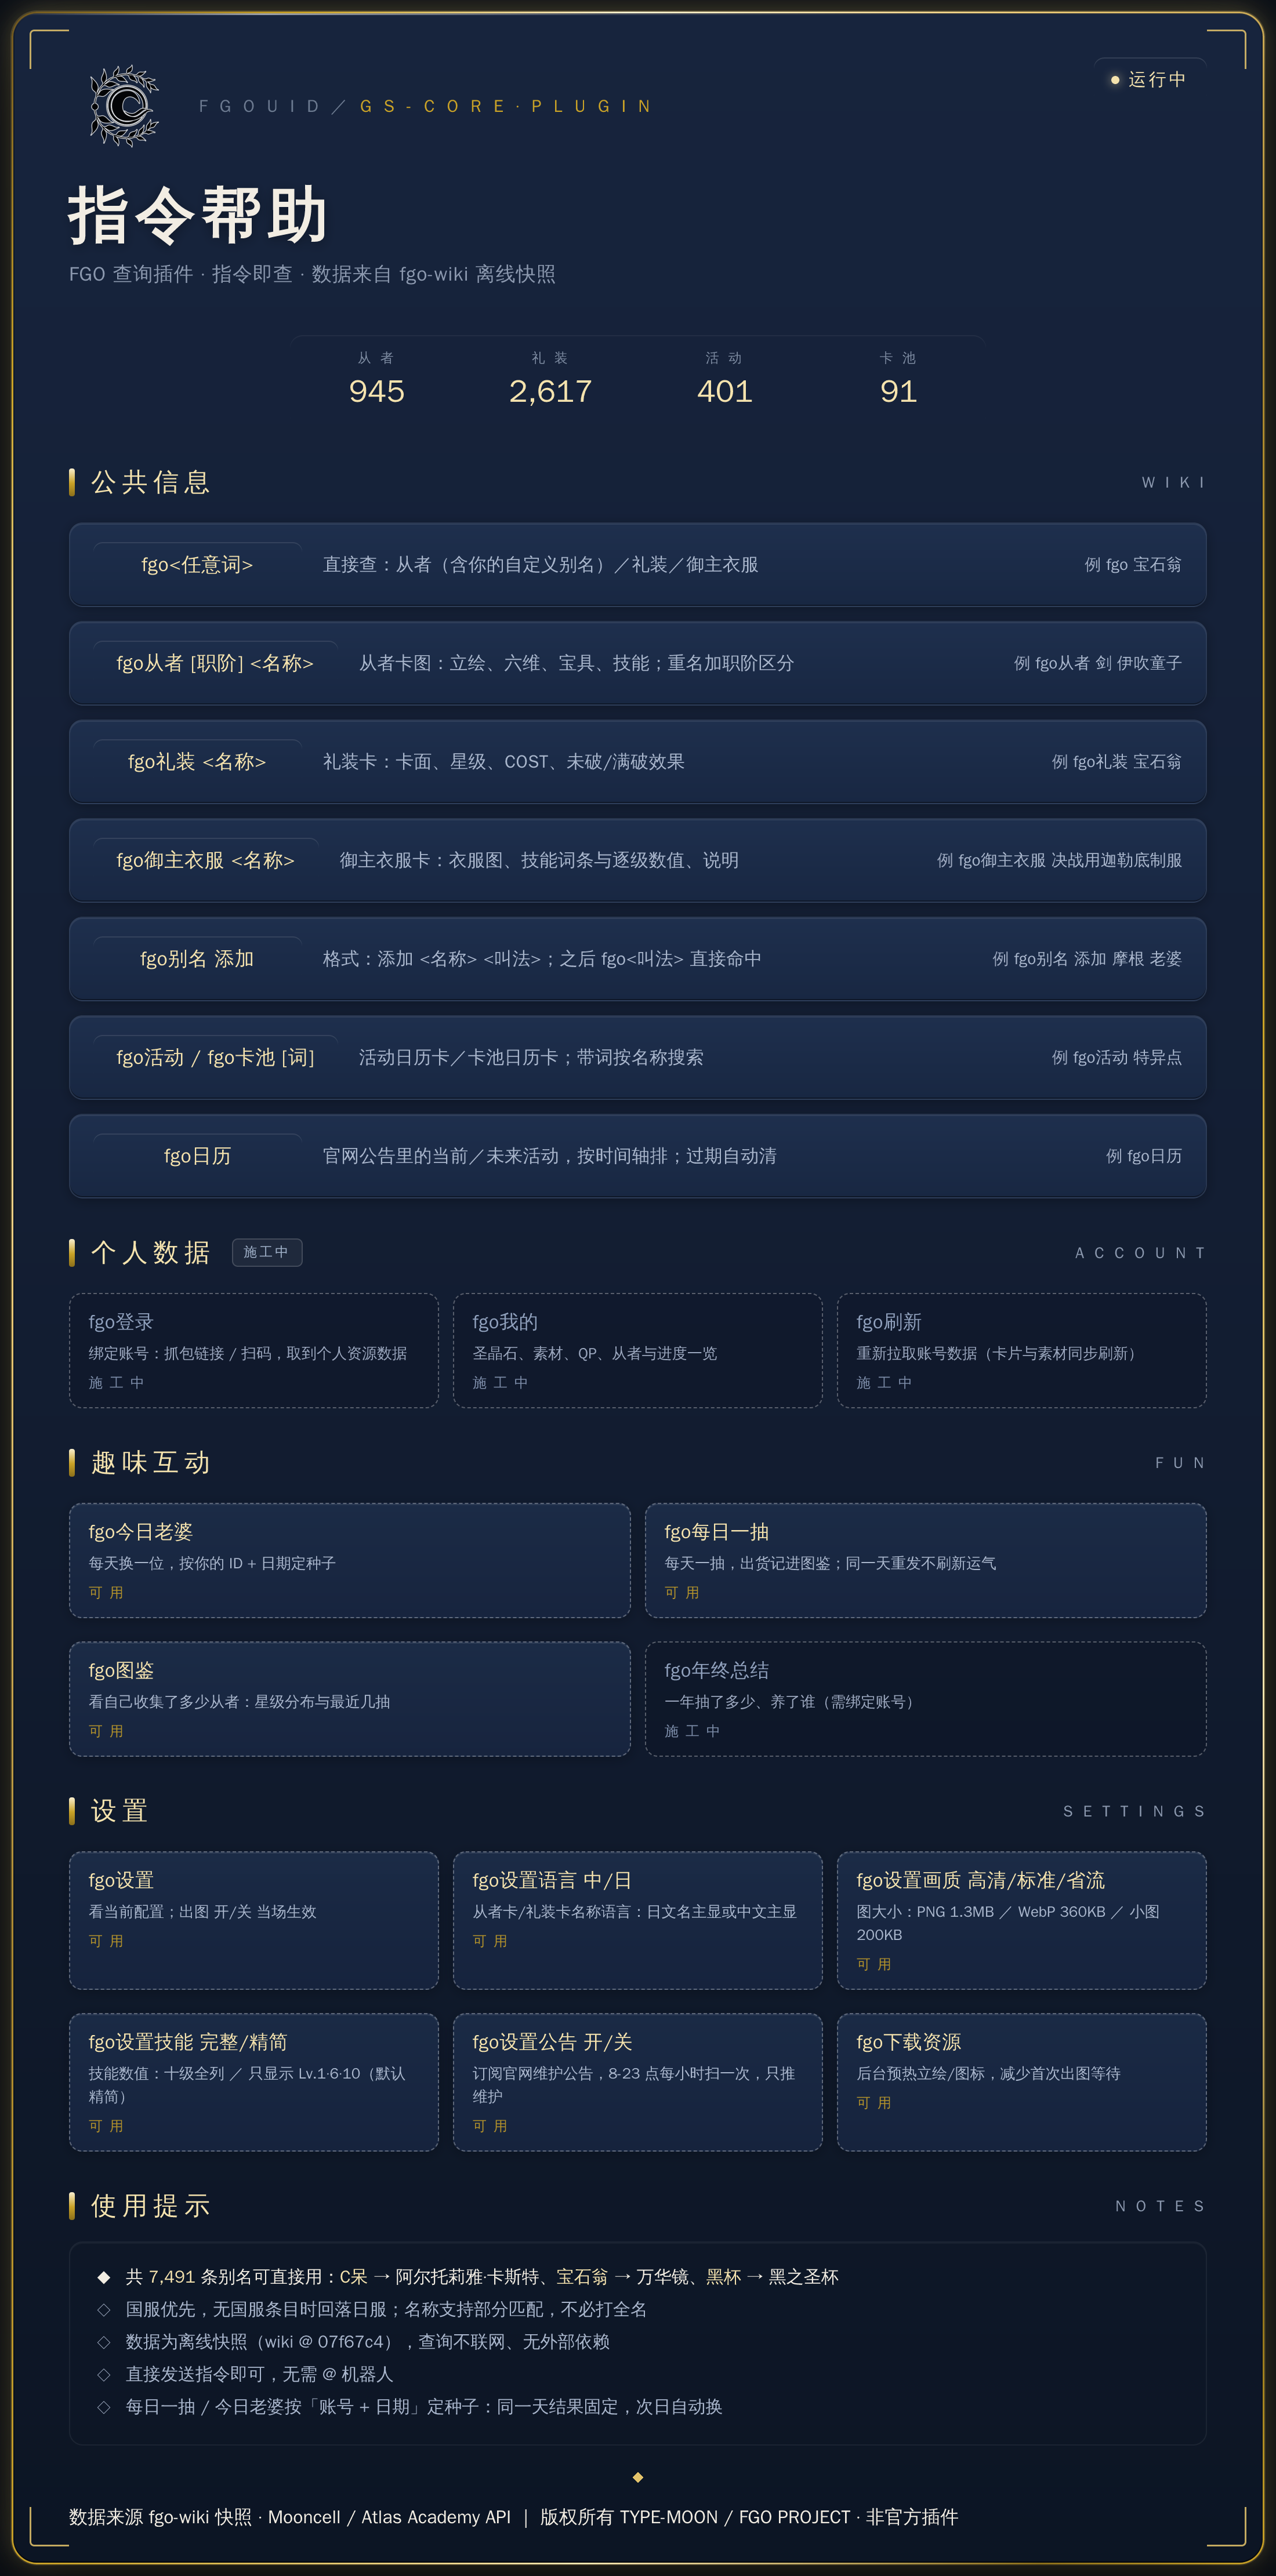 运行中
FGOUID／GS-CORE·PLUGIN
指令帮助
FGO 查询插件 · 指令即查 · 数据来自 fgo-wiki 离线快照
从者 礼装 活动 卡池
945 2,617 401 91
公共信息 WIKI
fgo<任意词> 直接查：从者（含你的自定义别名）／礼装／御主衣服 例 fgo 宝石翁
fgo从者 [职阶] <名称> 从者卡图：立绘、六维、宝具、技能；重名加职阶区分 例 fgo从者 剑 伊吹童子
fgo礼装 <名称> 礼装卡：卡面、星级、COST、未破/满破效果 例 fgo礼装 宝石翁
fgo御主衣服 <名称> 御主衣服卡：衣服图、技能词条与逐级数值、说明 例 fgo御主衣服 决战用迦勒底制服
fgo别名 添加 格式：添加 <名称> <叫法>；之后 fgo<叫法> 直接命中 例 fgo别名 添加 摩根 老婆
fgo活动 / fgo卡池 [词] 活动日历卡／卡池日历卡；带词按名称搜索 例 fgo活动 特异点
fgo日历 官网公告里的当前／未来活动，按时间轴排；过期自动清 例 fgo日历
个人数据 施工中 ACCOUNT
fgo登录
绑定账号：抓包链接 / 扫码，取到个人资源数据
施工中
fgo我的
圣晶石、素材、QP、从者与进度一览
施工中
fgo刷新
重新拉取账号数据（卡片与素材同步刷新）
施工中
趣味互动 FUN
fgo今日老婆
每天换一位，按你的 ID + 日期定种子
可用
fgo每日一抽
每天一抽，出货记进图鉴；同一天重发不刷新运气
可用
fgo图鉴
看自己收集了多少从者：星级分布与最近几抽
可用
fgo年终总结
一年抽了多少、养了谁（需绑定账号）
施工中
设置 SETTINGS
fgo设置
看当前配置；出图 开/关 当场生效
可用
fgo设置语言 中/日
从者卡/礼装卡名称语言：日文名主显或中文主显
可用
fgo设置画质 高清/标准/省流
图大小：PNG 1.3MB ／ WebP 360KB ／ 小图
200KB
可用
fgo设置技能 完整/精简
技能数值：十级全列 ／ 只显示 Lv.1·6·10（默认
精简）
可用
fgo设置公告 开/关
订阅官网维护公告，8-23 点每小时扫一次，只推
维护
可用
fgo下载资源
后台预热立绘/图标，减少首次出图等待
可用
使用提示 NOTES
◆ 共 7,491 条别名可直接用：C呆 → 阿尔托莉雅·卡斯特、宝石翁 → 万华镜、黑杯 → 黑之圣杯
◇ 国服优先，无国服条目时回落日服；名称支持部分匹配，不必打全名
◇ 数据为离线快照（wiki @ 07f67c4），查询不联网、无外部依赖
◇ 直接发送指令即可，无需 @ 机器人
◇ 每日一抽 / 今日老婆按「账号 + 日期」定种子：同一天结果固定，次日自动换
数据来源 fgo-wiki 快照 · Mooncell / Atlas Academy API ｜ 版权所有 TYPE-MOON / FGO PROJECT · 非官方插件